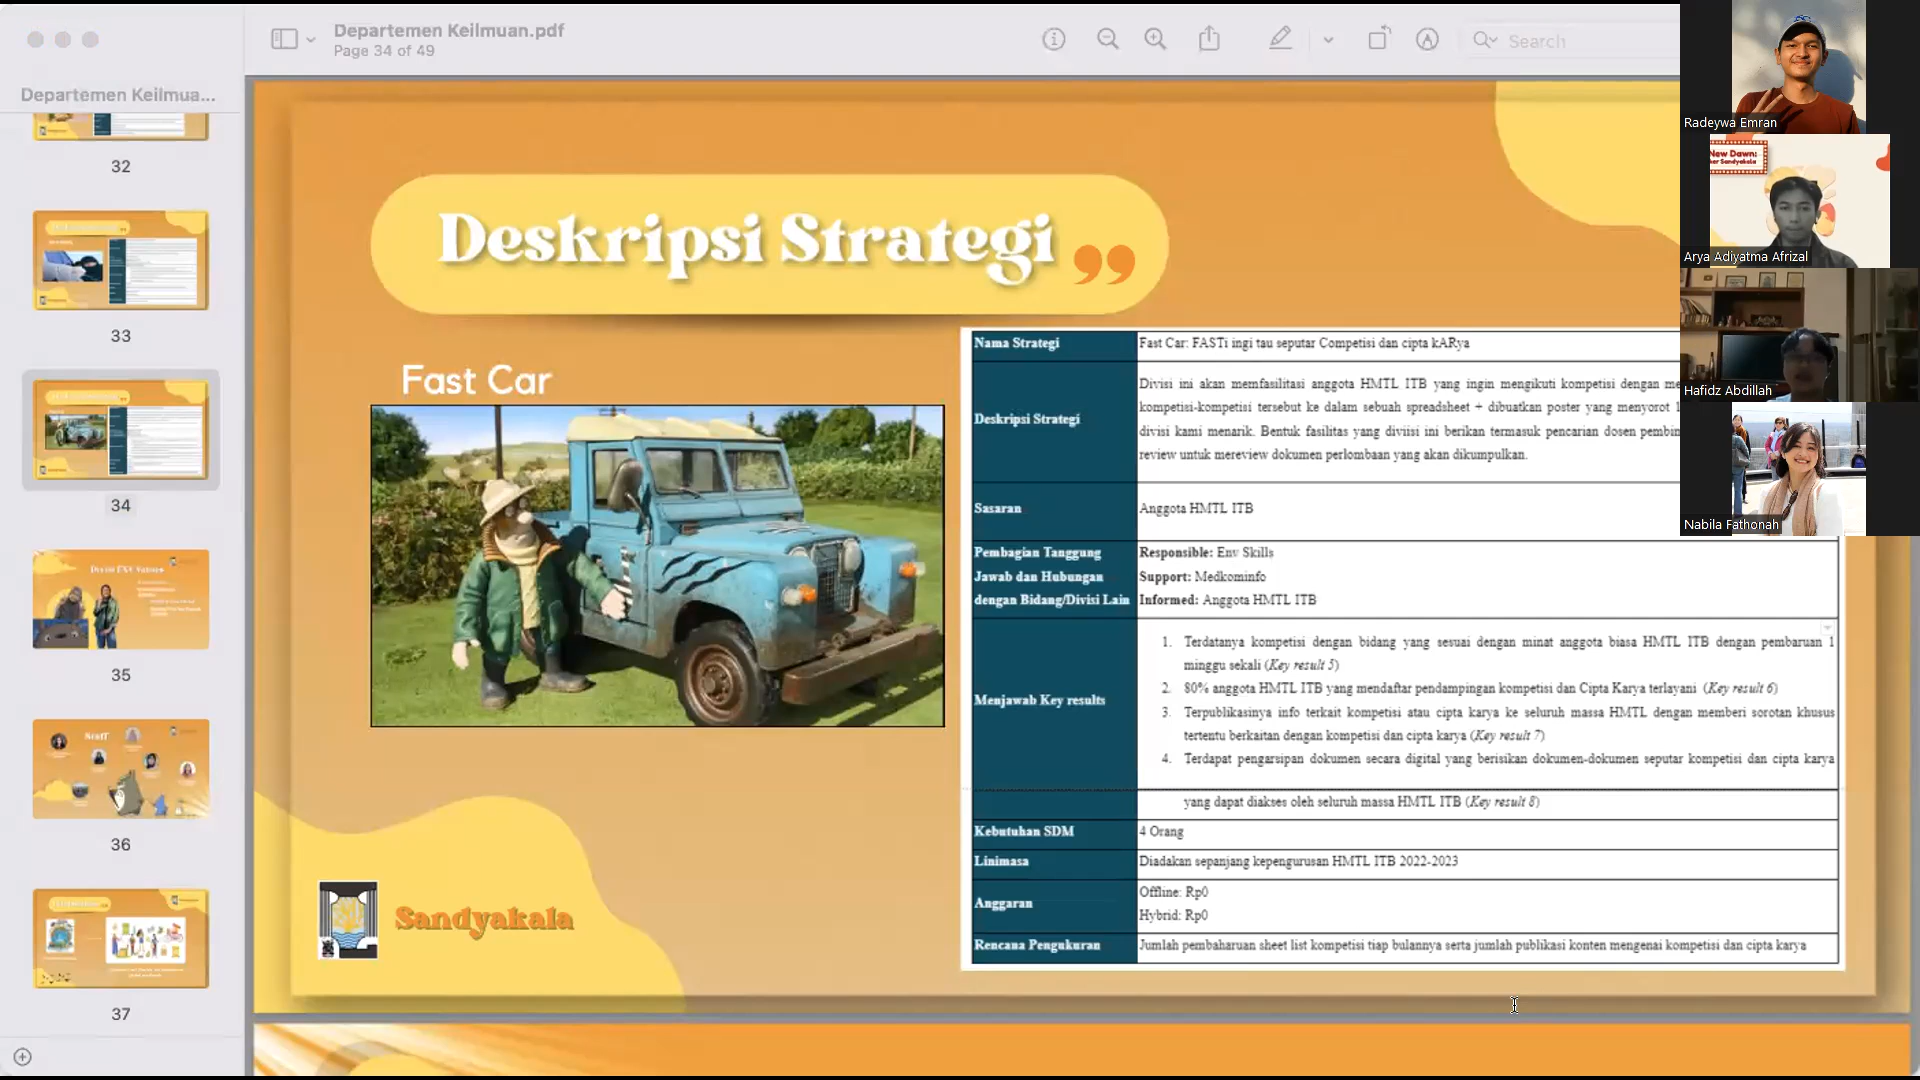 Departemen Keilmuan.pdf
Page 34 of 49
Search
Departemen Keilmua...
32
33
34
35
36
37
Deskripsi Strategi
Fast Car
Nama Strategi
Fast Car: FASTi ingi tau seputar Competisi dan cipta kARya
Deskripsi Strategi
Divisi ini akan memfasilitasi anggota HMTL ITB yang ingin mengikuti kompetisi dengan
kompetisi-kompetisi tersebut ke dalam sebuah spreadsheet + dibuatkan poster yang menyorot
divisi kami menarik. Bentuk fasilitas yang diviisi ini berikan termasuk pencarian dosen
review untuk mereview dokumen perlombaan yang akan dikumpulkan.
Sasaran
Anggota HMTL ITB
Pembagian Tanggung
Jawab dan Hubungan
dengan Bidang/Divisi Lain
Responsible: Env Skills
Support: Medkominfo
Informed: Anggota HMTL ITB
Menjawab Key results
1. Terdatanya kompetisi dengan bidang yang sesuai dengan minat anggota biasa HMTL ITB dengan pembaruan 1
minggu sekali (Key result 5)
2. 80% anggota HMTL ITB yang mendaftar pendampingan kompetisi dan Cipta Karya terlayani (Key result 6)
3. Terpublikasinya info terkait kompetisi atau cipta karya ke seluruh massa HMTL dengan memberi sorotan khusus
tertentu berkaitan dengan kompetisi dan cipta karya (Key result 7)
4. Terdapat pengarsipan dokumen secara digital yang berisikan dokumen-dokumen seputar kompetisi dan cipta karya
yang dapat diakses oleh seluruh massa HMTL ITB (Key result 8)
Kebutuhan SDM
4 Orang
Linimasa
Diadakan sepanjang kepengurusan HMTL ITB 2022-2023
Anggaran
Offline: Rp0
Hybrid: Rp0
Rencana Pengukuran
Jumlah pembaharuan sheet list kompetisi tiap bulannya serta jumlah publikasi konten mengenai kompetisi dan cipta karya
Sandyakala
Radeywa Emran
New Dawn:
Arya Adiyatma Afrizal
Hafidz Abdillah
Nabila Fathonah